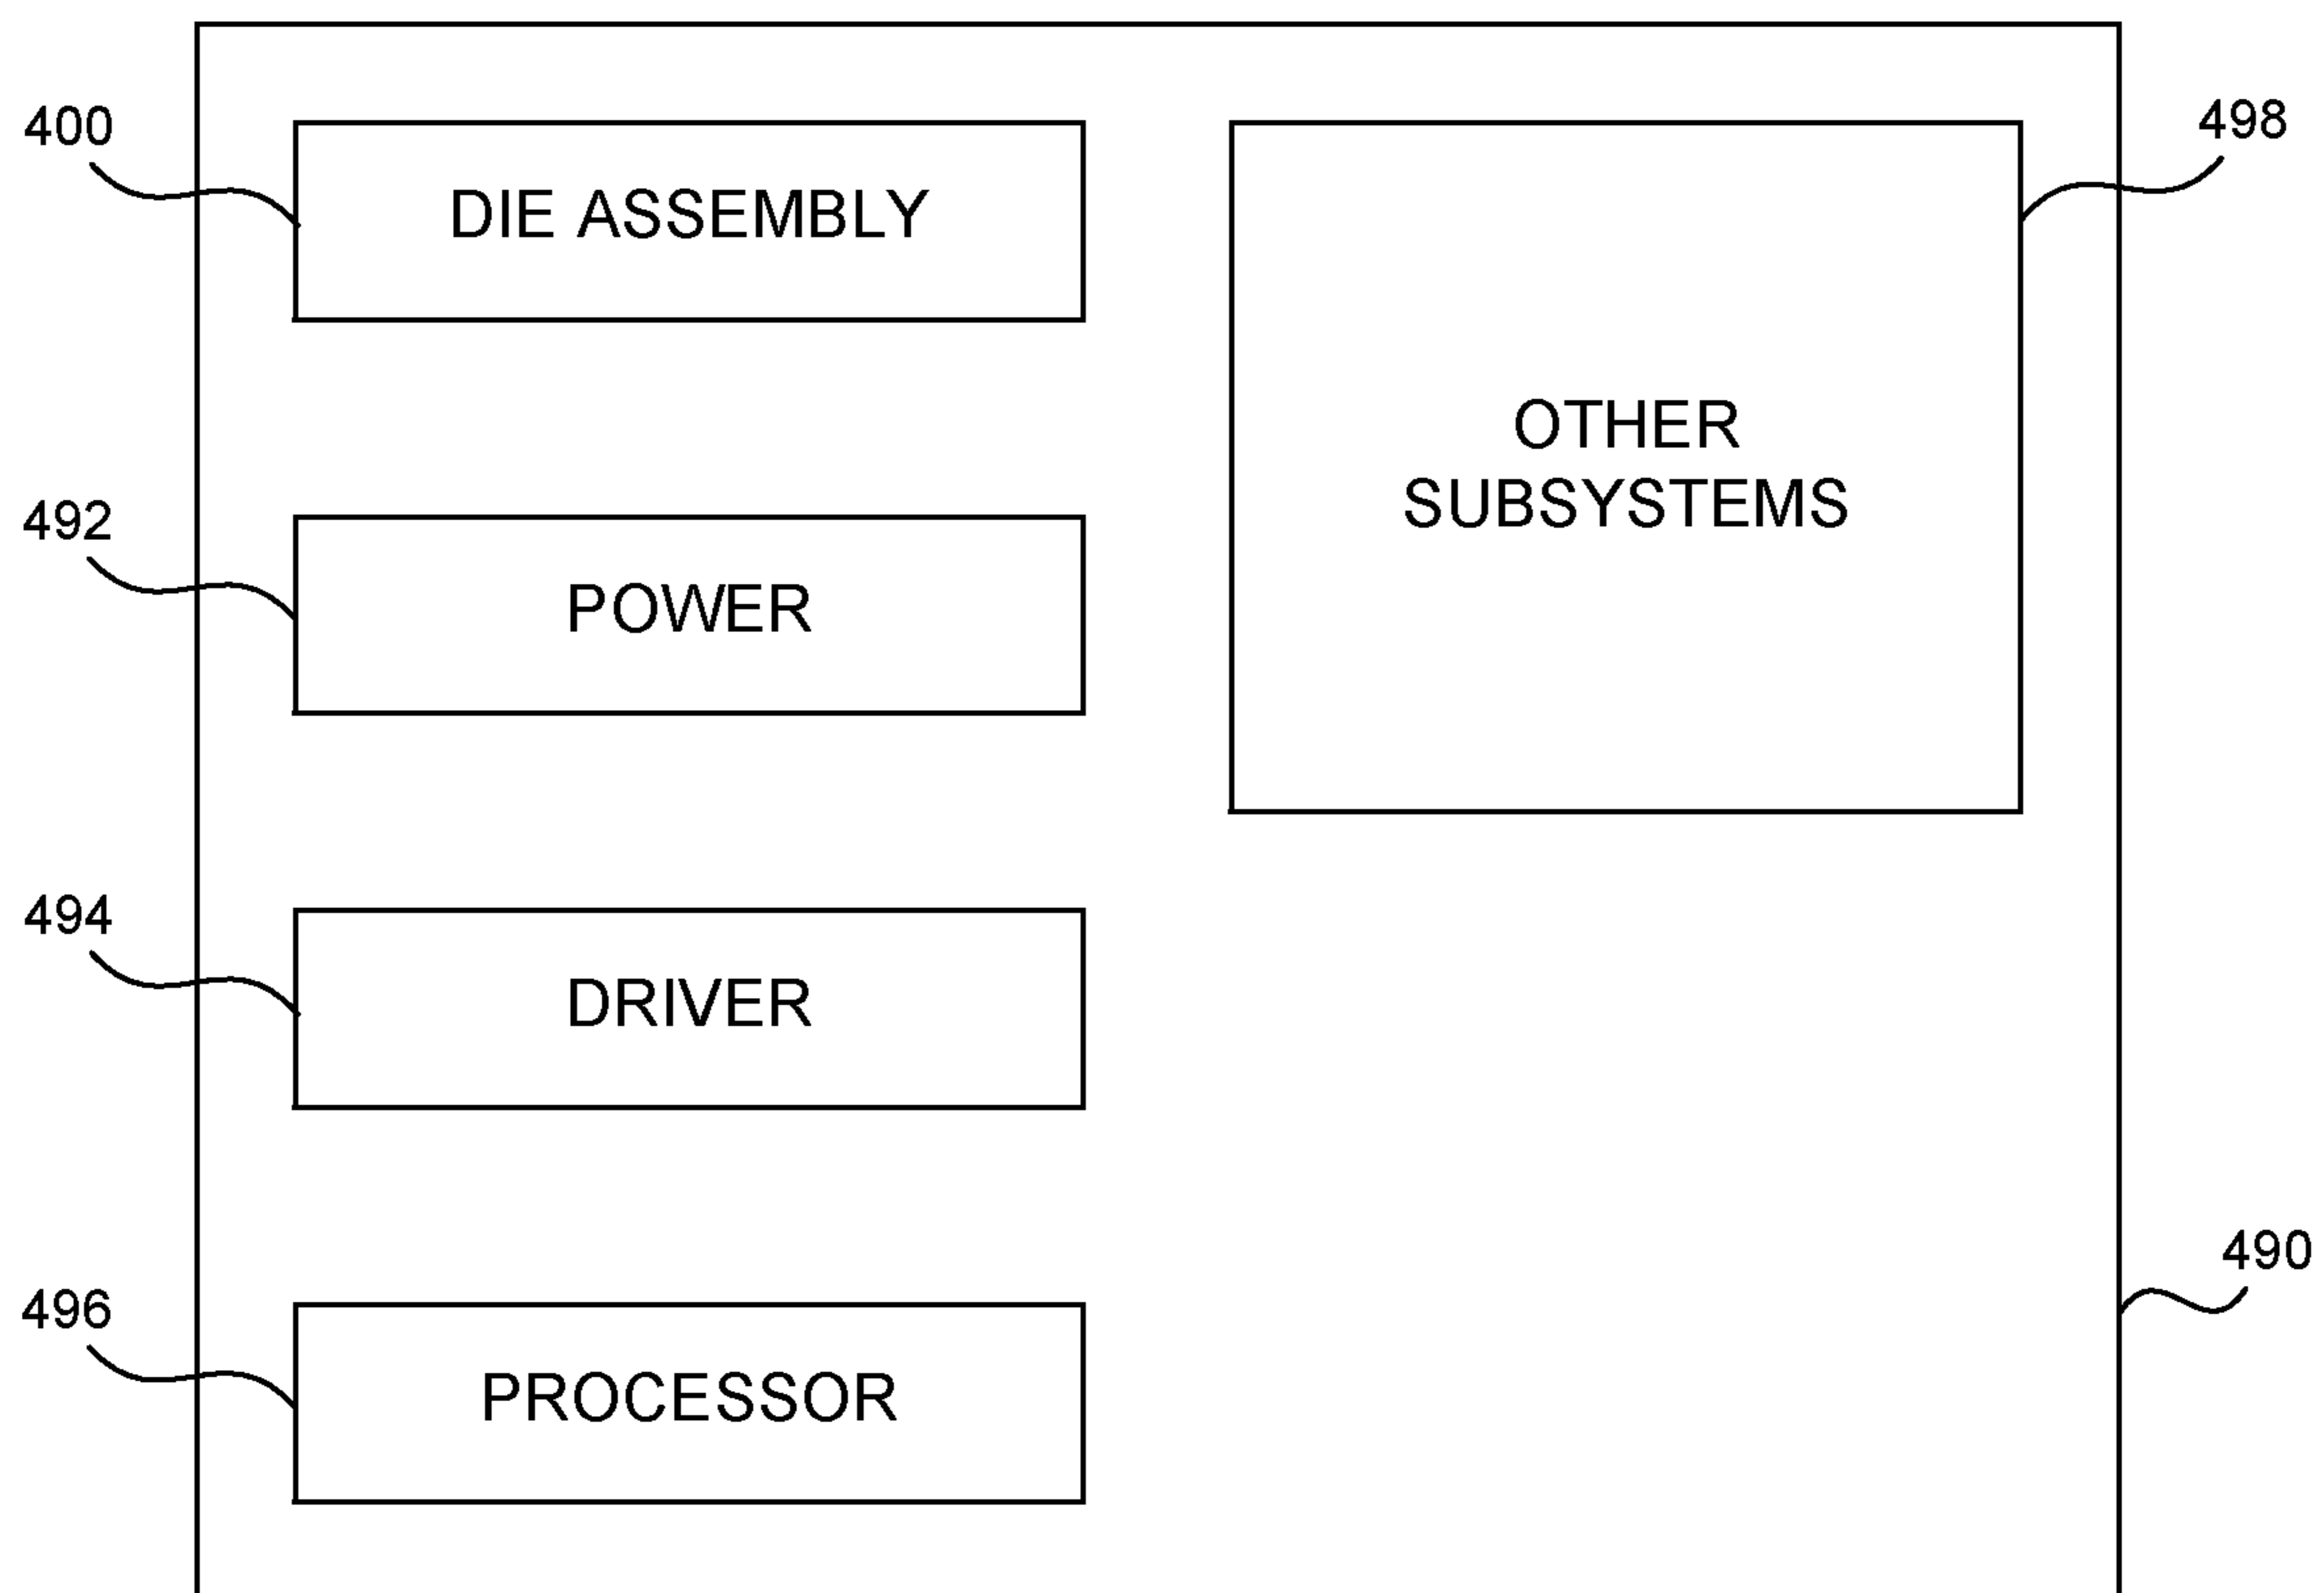 400
DIE ASSEMBLY
492
POWER
494
DRIVER
496
PROCESSOR
498
OTHER
SUBSYSTEMS
490